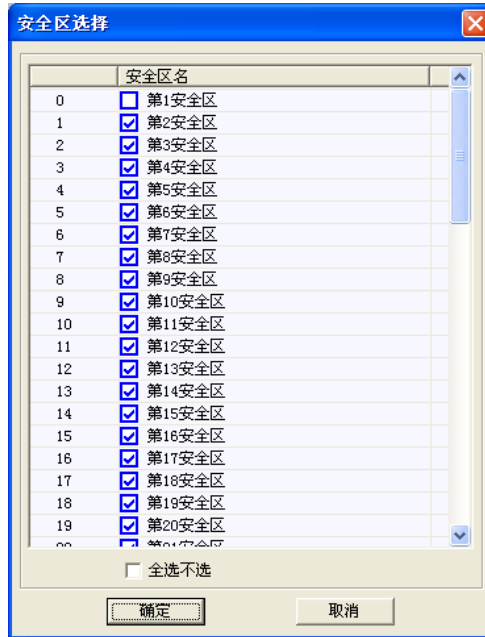 安全区选择
安全区名
0 第1安全区
1 第2安全区
2 第3安全区
3 第4安全区
4 第5安全区
5 第6安全区
6 第7安全区
7 第8安全区
8 第9安全区
9 第10安全区
10 第11安全区
11 第12安全区
12 第13安全区
13 第14安全区
14 第15安全区
15 第16安全区
16 第17安全区
17 第18安全区
18 第19安全区
19 第20安全区
全选不选
确定 取消